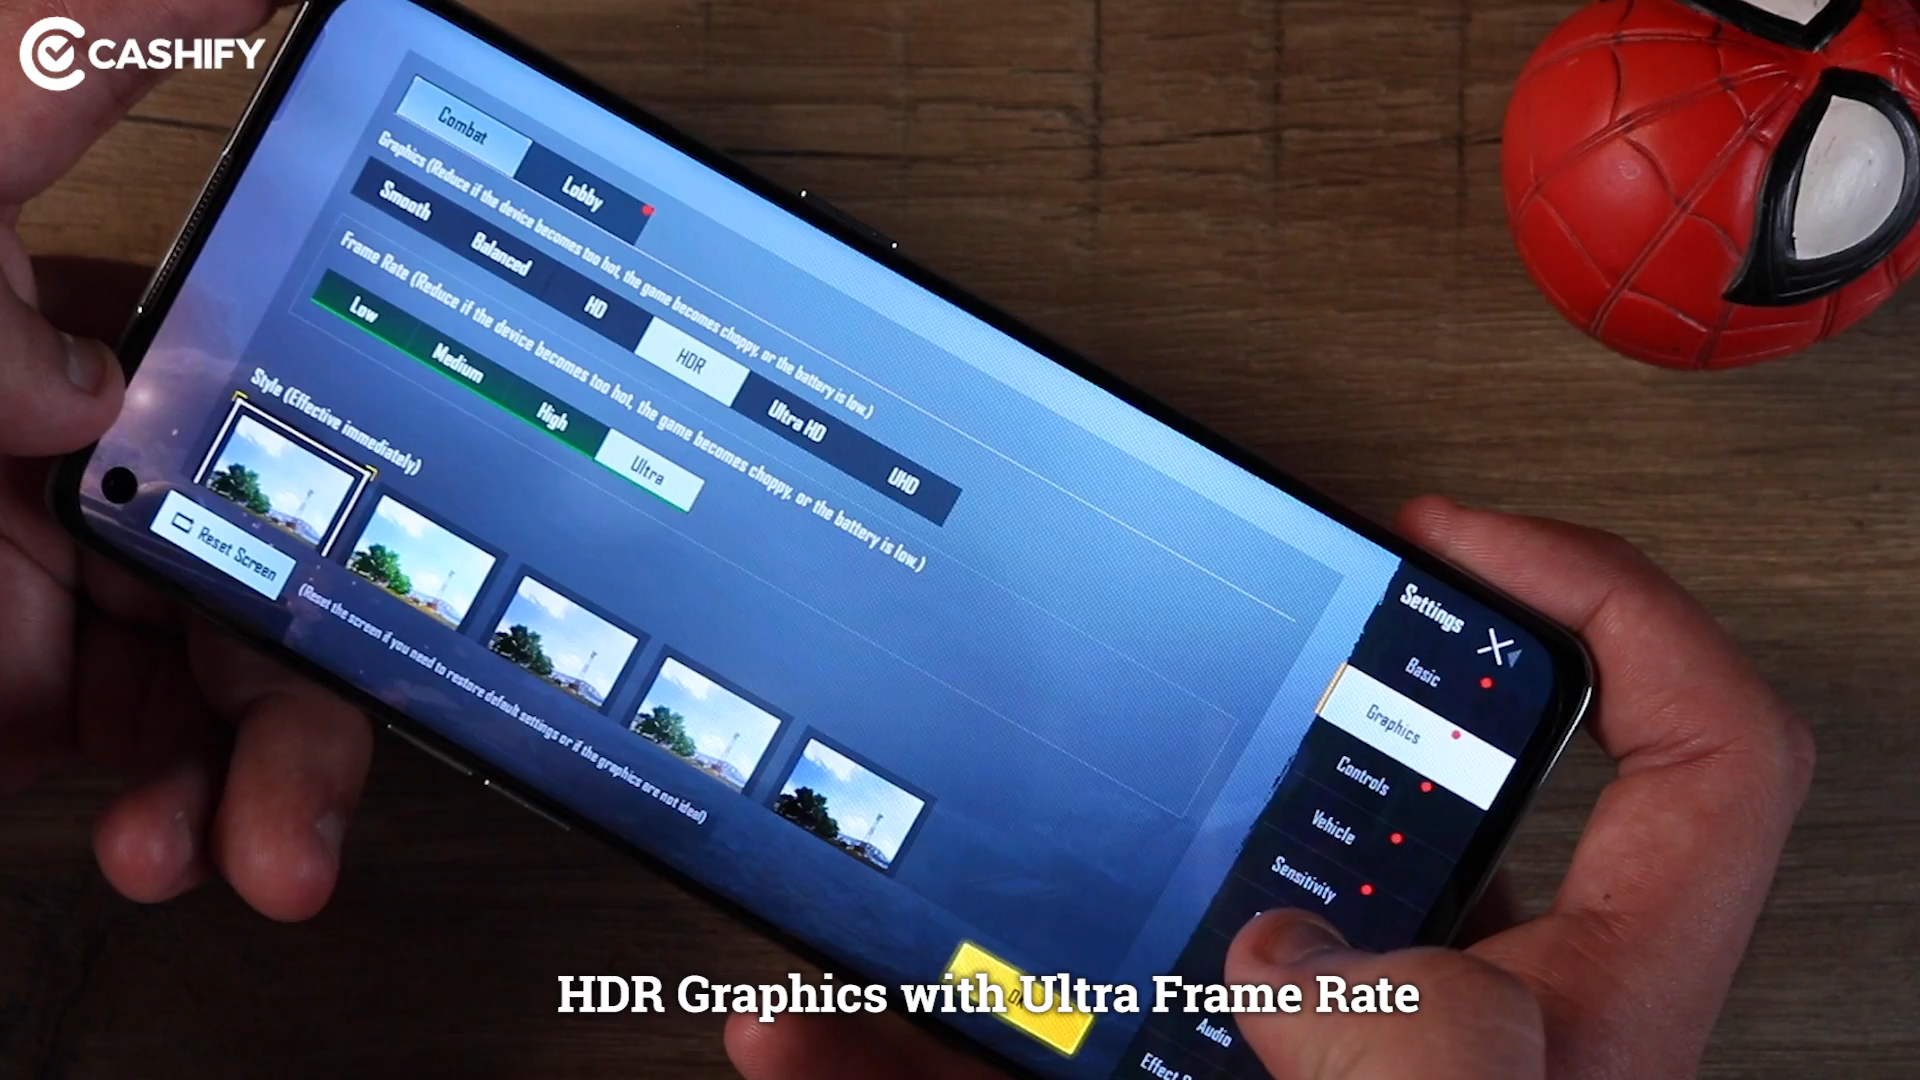 CASHIFY
Combat
Lobby
Graphics (Reduce if the device becomes too hot, the game becomes choppy, or the battery is low.)
Smooth
Balanced
HD
HDR
Ultra HD
UHD
Frame Rate (Reduce if the device becomes too hot, the game becomes choppy, or the battery is low.)
Low
Medium
High
Ultra
Style (Effective immediately)
Reset Screen
(Reset the screen if you need to restore default settings or if the graphics are not ideal)
Settings
Basic
Graphics
Controls
Vehicle
Sensitivity
Audio
Effect
HDR Graphics with Ultra Frame Rate